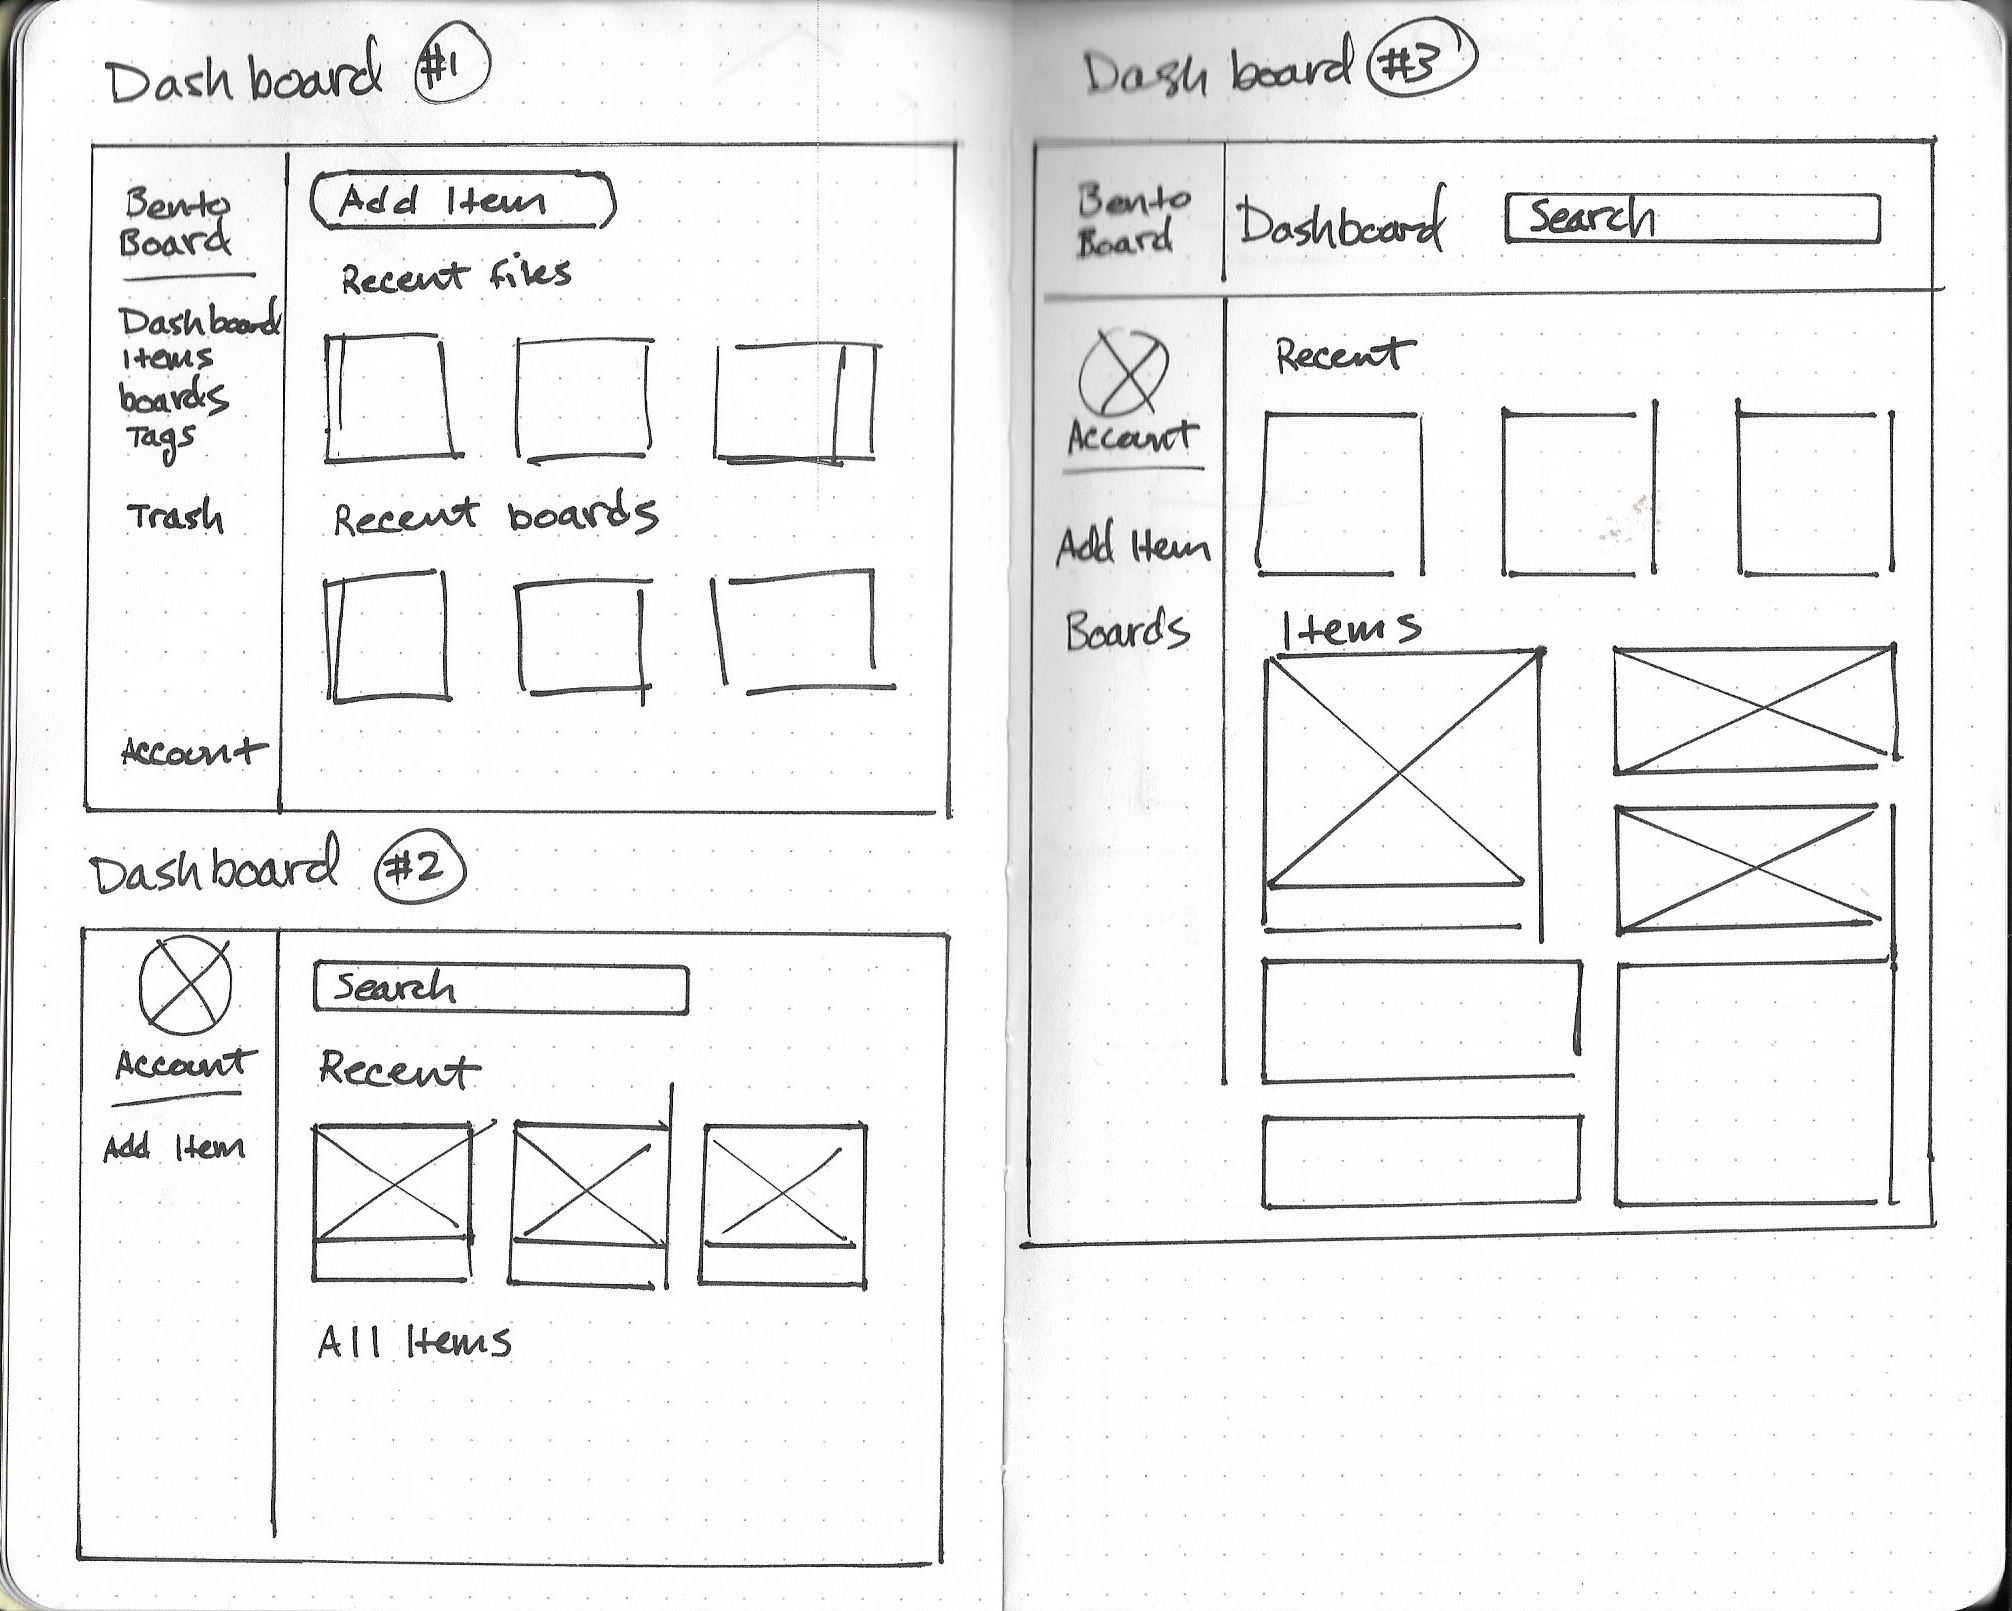 Dashboard #1
Bento
Board
Dashboard
Items
boards
Tags
Trash
Account
Add Item
Recent files
Recent boards
Dashboard #2
Account
Add Item
Search
Recent
All Items
Dashboard #3
Bento
Board
Dashboard
Search
Account
Add Item
Boards
Recent
Items